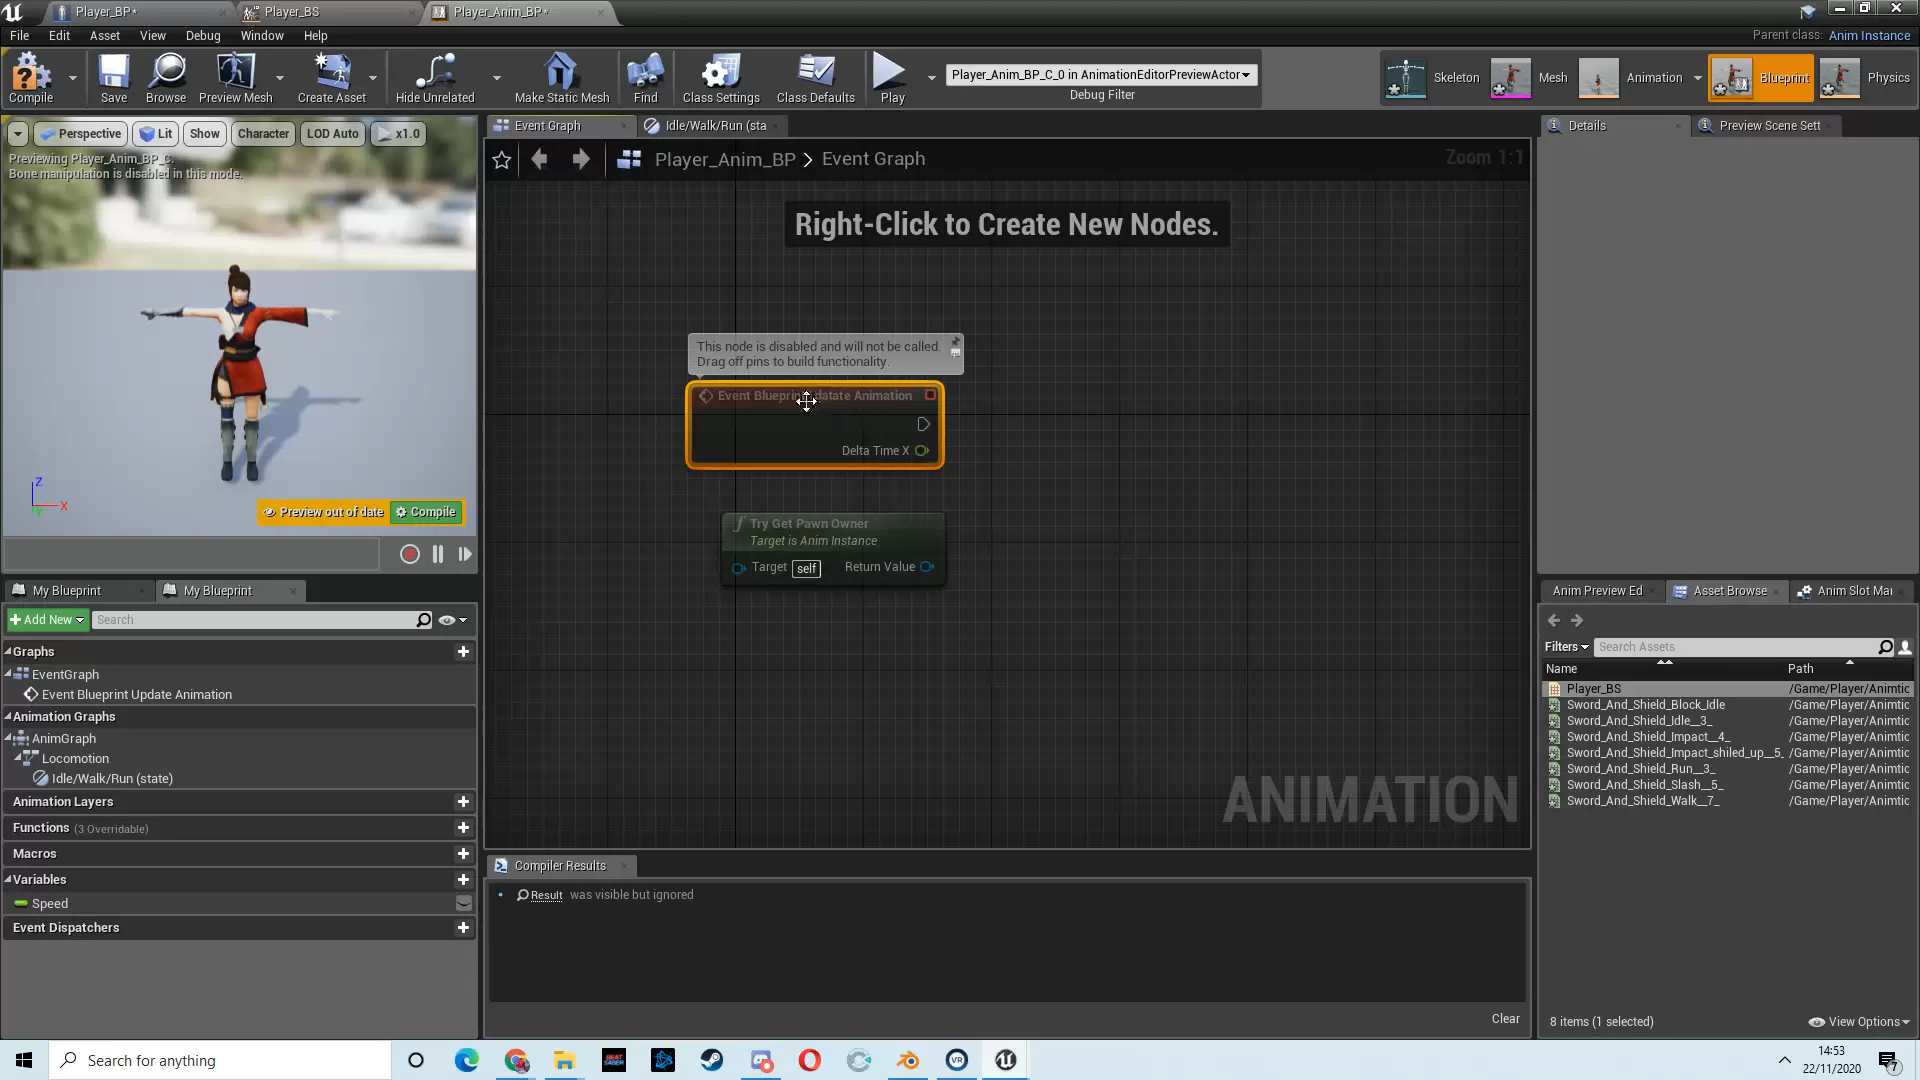 Player_BP*
Player_BS
Player_Anim_BP*
File Edit Asset View Debug Window Help
Parent class: Anim Instance
Compile
Save
Browse
Preview Mesh
Create Asset
Hide Unrelated
Make Static Mesh
Find
Class Settings
Class Defaults
Play
Player_Anim_BP_C_0 in AnimationEditorPreviewActor
Debug Filter
Skeleton
Mesh
Animation
Blueprint
Physics
Perspective
Lit
Show
Character
LOD Auto
x1.0
Previewing Player_Anim_BP_C.
Bone manipulation is disabled in this mode.
Z
X
Y
Preview out of date
Compile
Event Graph
Idle/Walk/Run (sta
Player_Anim_BP > Event Graph
Zoom 1:1
Right-Click to Create New Nodes.
This node is disabled and will not be called.
Drag off pins to build functionality.
Delta Time X
Try Get Pawn Owner
Target is Anim Instance
Target self
Return Value
ANIMATION
Details
Preview Scene Sett
My Blueprint
My Blueprint
Add New
Search
Graphs
EventGraph
Event Blueprint Update Animation
Animation Graphs
AnimGraph
Locomotion
Idle/Walk/Run (state)
Animation Layers
Functions (3 Overridable)
Macros
Variables
Speed
Event Dispatchers
Compiler Results
Result was visible but ignored
Clear
Anim Preview Ed
Asset Browse
Anim Slot Mai
Filters
Search Assets
Name Path
Player_BS /Game/Player/Animtic
Sword_And_Shield_Block_Idle /Game/Player/Animtic
Sword_And_Shield_Idle__3_ /Game/Player/Animtic
Sword_And_Shield_Impact__4_ /Game/Player/Animtic
Sword_And_Shield_Impact_shiled_up__5_ /Game/Player/Animtic
Sword_And_Shield_Run__3_ /Game/Player/Animtic
Sword_And_Shield_Slash__5_ /Game/Player/Animtic
Sword_And_Shield_Walk__7_ /Game/Player/Animtic
8 items (1 selected)
View Options
Search for anything
BEAT SABER
VR
14:53
22/11/2020
7